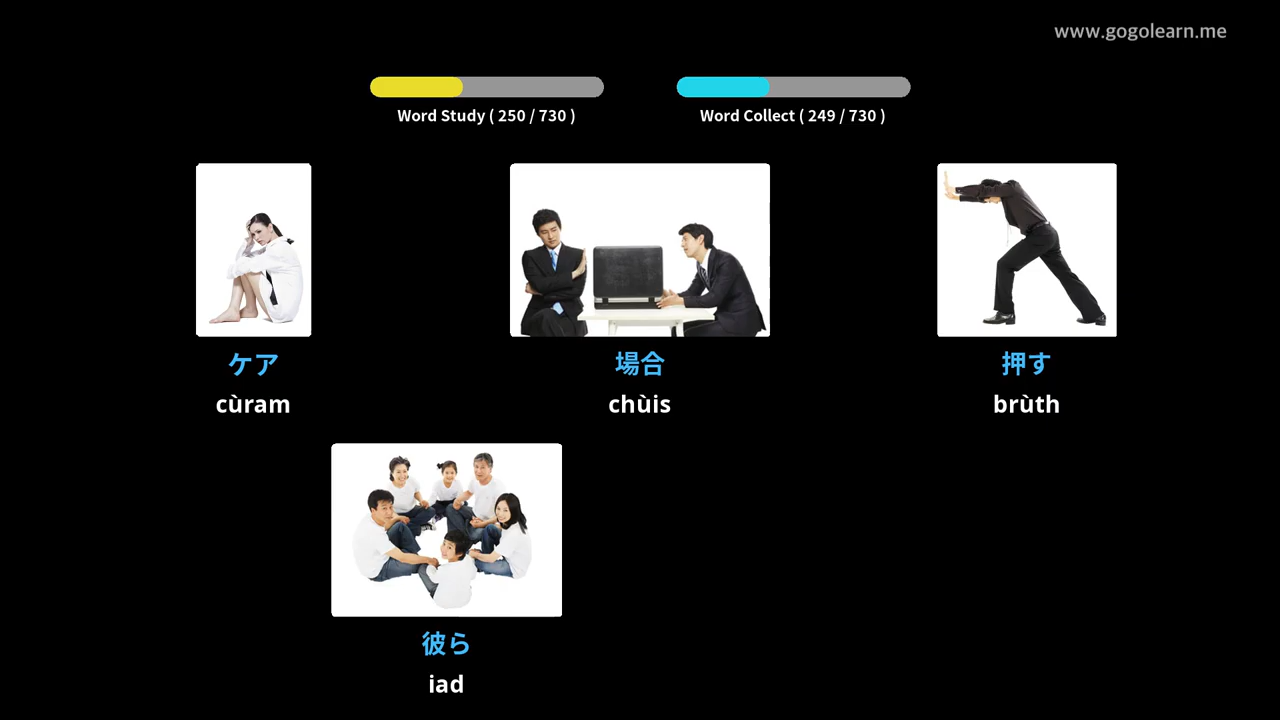 www.gogolearn.me
Word Study ( 250 / 730 )
Word Collect ( 249 / 730 )
ケア
cùram
場合
chùis
押す
brùth
彼ら
iad